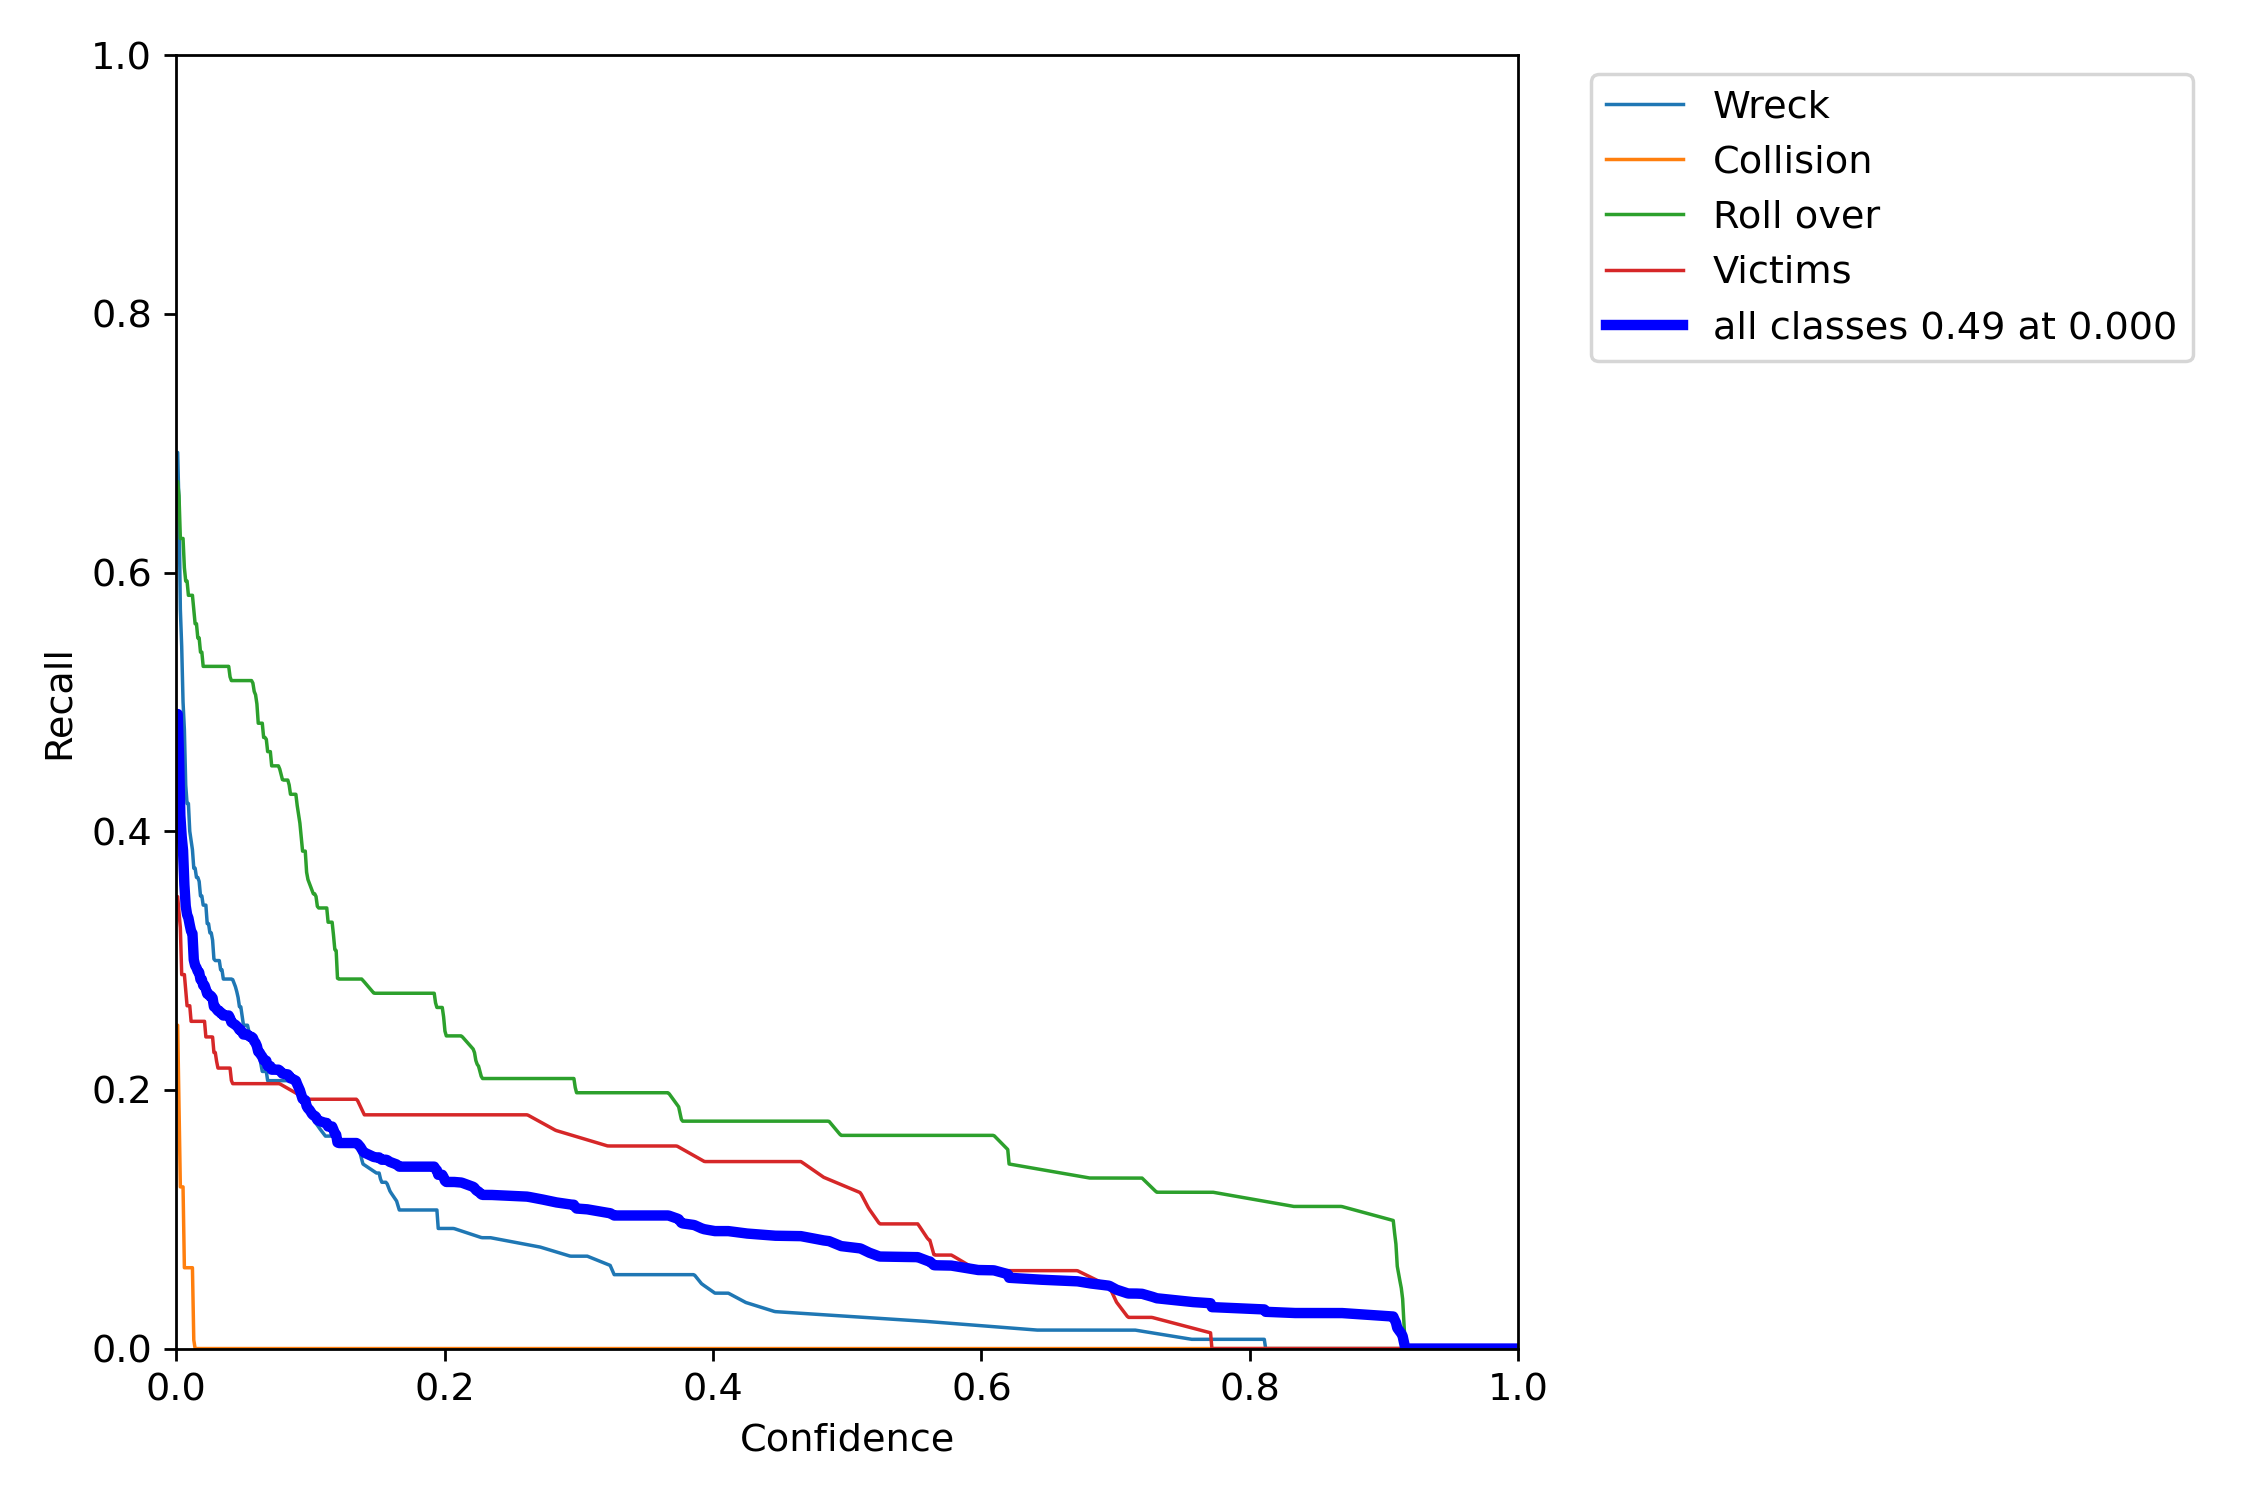 1.0
0.8
0.6
0.4
0.2
0.0
Recall
0.0 0.2 0.4 0.6 0.8 1.0
Confidence
Wreck
Collision
Roll over
Victims
all classes 0.49 at 0.000